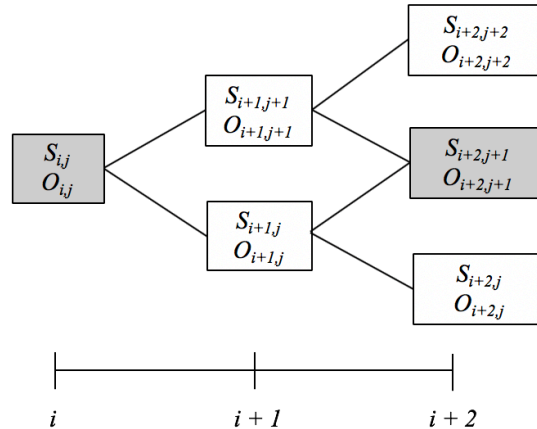 S_{i+2,j+2}
O_{i+2,j+2}
S_{i+1,j+1}
O_{i+1,j+1}
S_{i,j}
O_{i,j}
S_{i+2,j+1}
O_{i+2,j+1}
S_{i+1,j}
O_{i+1,j}
S_{i+2,j}
O_{i+2,j}
i i + 1 i + 2